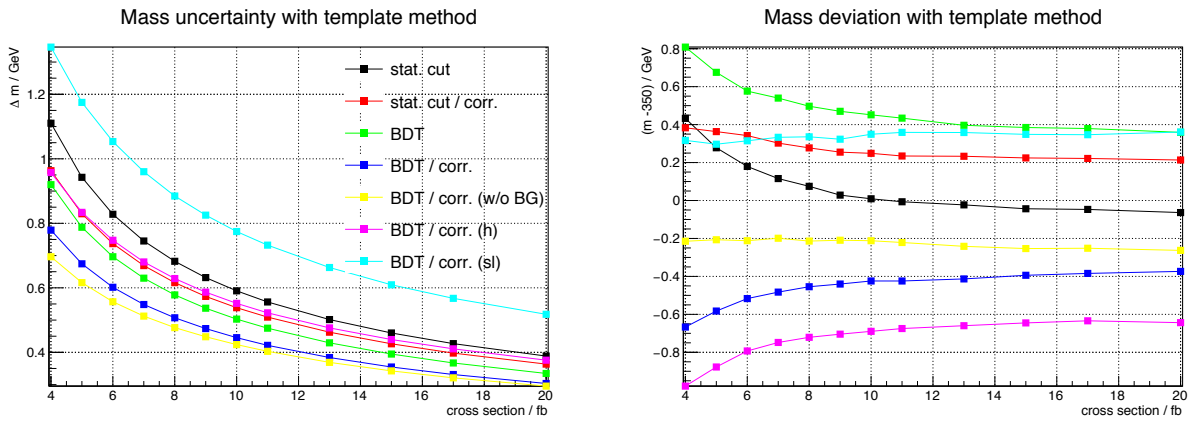 Mass uncertainty with template method
Δ m / GeV
1.2
1
0.8
0.6
0.4
4 6 8 10 12 14 16 18 20
cross section / fb
stat. cut
stat. cut / corr.
BDT
BDT / corr.
BDT / corr. (w/o BG)
BDT / corr. (h)
BDT / corr. (sl)
Mass deviation with template method
(m -350) / GeV
0.8
0.6
0.4
0.2
0
−0.2
−0.4
−0.6
−0.8
4 6 8 10 12 14 16 18 20
cross section / fb